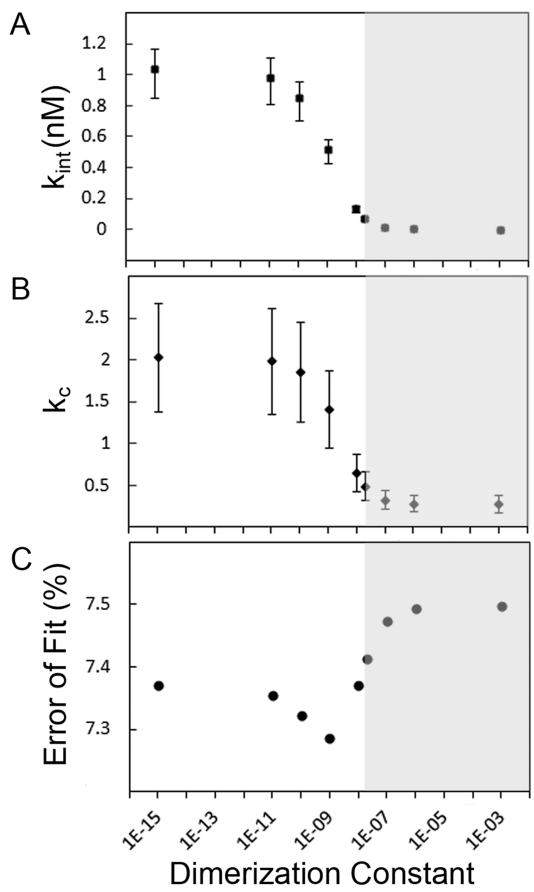 A
k_int (nM)
1.2
1
0.8
0.6
0.4
0.2
0
B
k_c
2.5
2
1.5
1
0.5
C
Error of Fit (%)
7.5
7.4
7.3
1E-15
1E-13
1E-11
1E-09
1E-07
1E-05
1E-03
Dimerization Constant